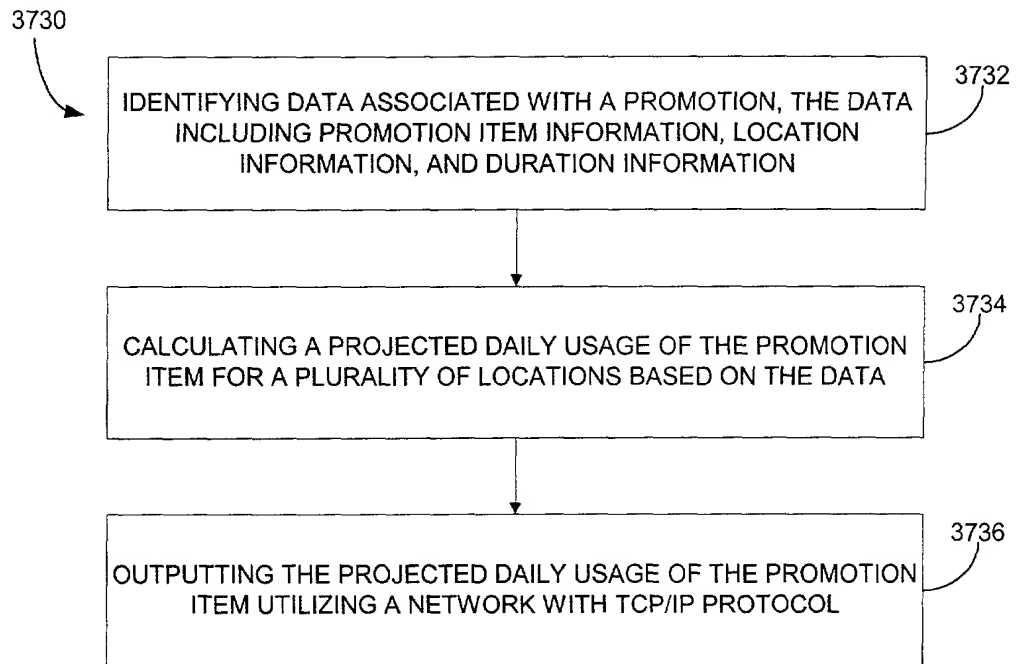 3730
3732
IDENTIFYING DATA ASSOCIATED WITH A PROMOTION, THE DATA
INCLUDING PROMOTION ITEM INFORMATION, LOCATION
INFORMATION, AND DURATION INFORMATION
3734
CALCULATING A PROJECTED DAILY USAGE OF THE PROMOTION
ITEM FOR A PLURALITY OF LOCATIONS BASED ON THE DATA
3736
OUTPUTTING THE PROJECTED DAILY USAGE OF THE PROMOTION
ITEM UTILIZING A NETWORK WITH TCP/IP PROTOCOL